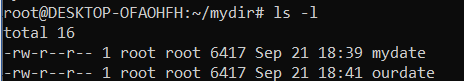 root@DESKTOP-OFAOHFH:~/mydir# ls -l
total 16
-rw-r--r-- 1 root root 6417 Sep 21 18:39 mydate
-rw-r--r-- 1 root root 6417 Sep 21 18:41 ourdate